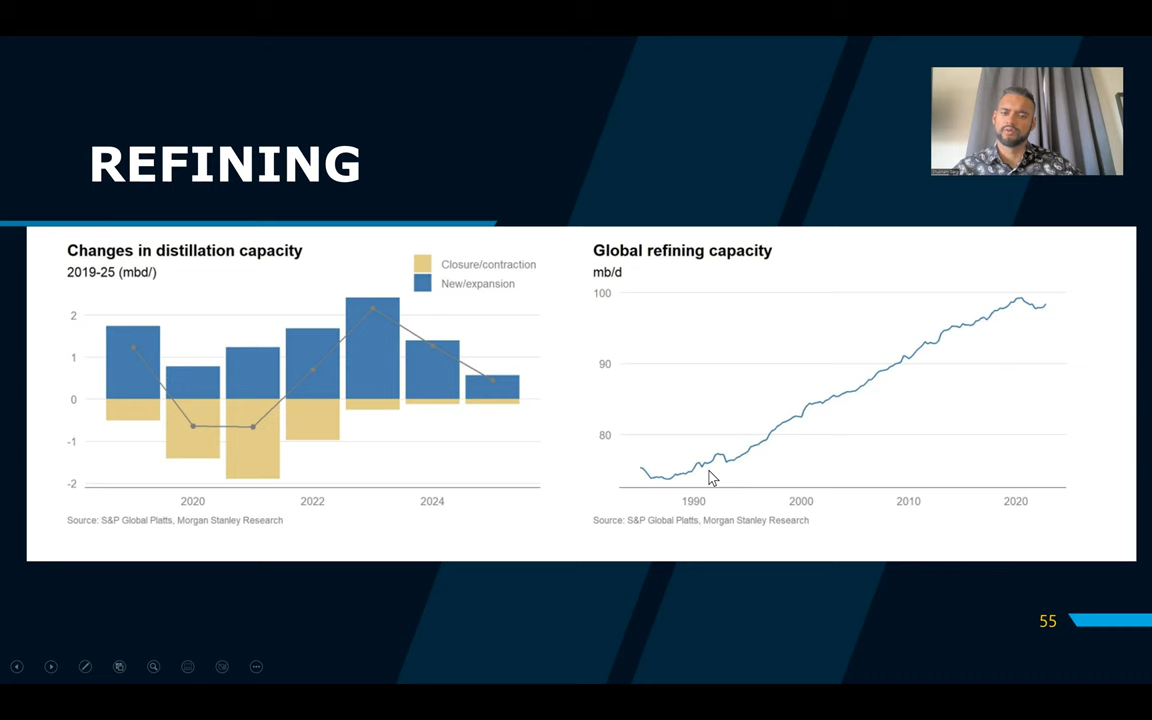 REFINING
Changes in distillation capacity
2019-25 (mbd/)
Closure/contraction
New/expansion
2
1
0
-1
-2
2020
2022
2024
Source: S&P Global Platts, Morgan Stanley Research
Global refining capacity
mb/d
100
90
80
1990
2000
2010
2020
Source: S&P Global Platts, Morgan Stanley Research
55